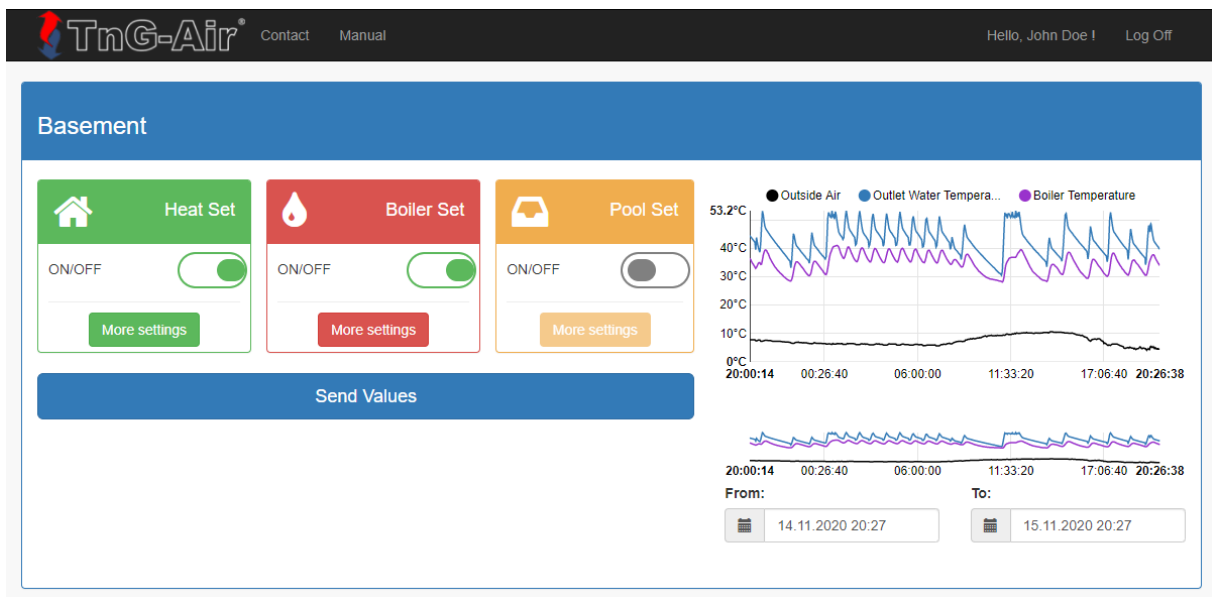 TnG-Air® Contact Manual Hello, John Doe ! Log Off
Basement
Heat Set
ON/OFF
More settings
Boiler Set
ON/OFF
More settings
Pool Set
ON/OFF
More settings
Send Values
Outside Air Outlet Water Tempera... Boiler Temperature
53.2°C
40°C
30°C
20°C
10°C
0°C
20:00:14 00:26:40 06:00:00 11:33:20 17:06:40 20:26:38
20:00:14 00:26:40 06:00:00 11:33:20 17:06:40 20:26:38
From: To:
14.11.2020 20:27 15.11.2020 20:27